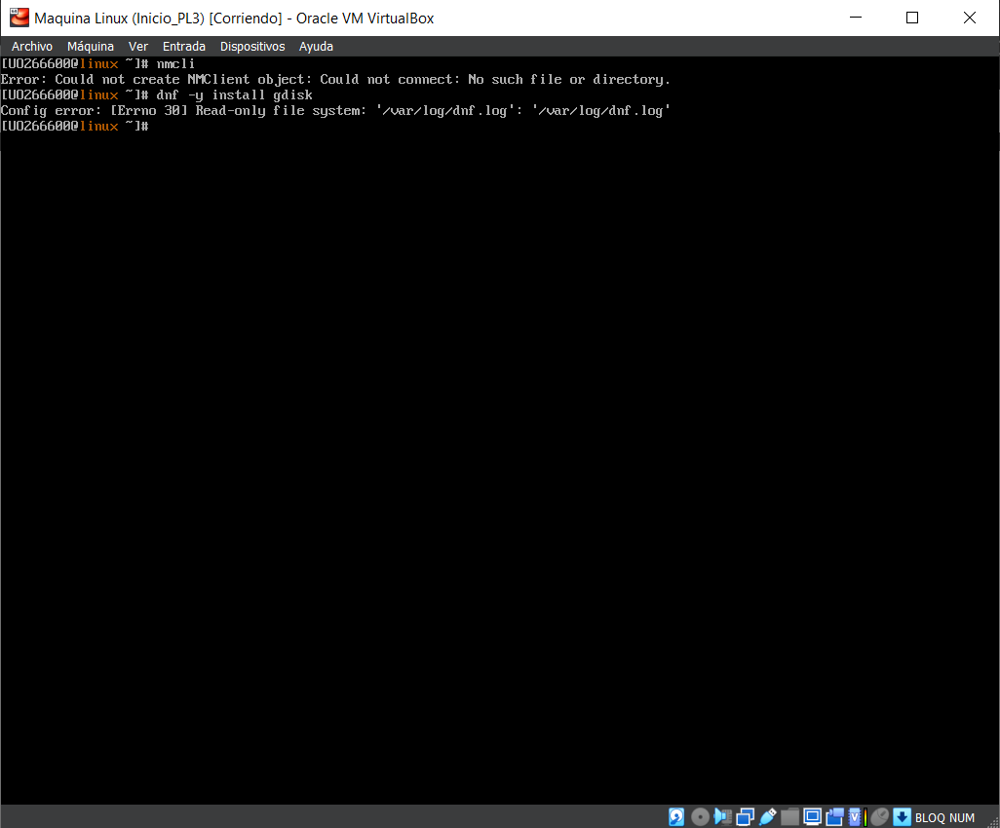 Maquina Linux (Inicio_PL3) [Corriendo] - Oracle VM VirtualBox
Archivo Máquina Ver Entrada Dispositivos Ayuda
[UO266600@linux ~]# nmcli
Error: Could not create NMClient object: Could not connect: No such file or directory.
[UO266600@linux ~]# dnf -y install gdisk
Config error: [Errno 30] Read-only file system: '/var/log/dnf.log': '/var/log/dnf.log'
[UO266600@linux ~]#
BLOQ NUM